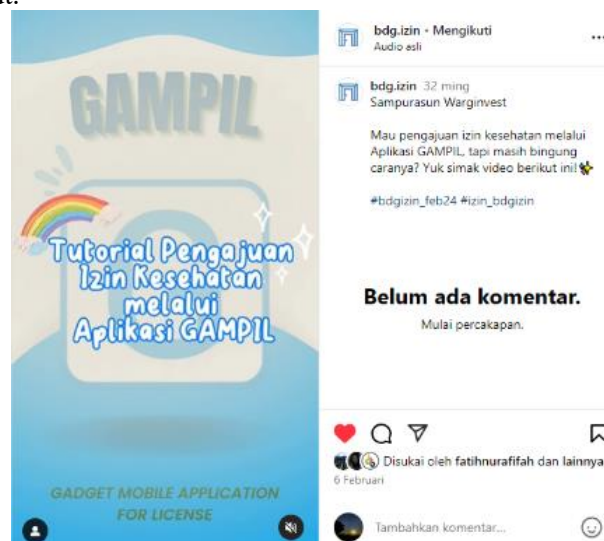 ut.
GAMPIL
Tutorial Pengajuan
Izin Kesehatan
melalui
Aplikasi GAMPIL
GADGET MOBILE APPLICATION
FOR LICENSE
bdg.izin • Mengikuti
Audio asli
bdg.izin 32 ming
Sampurasun Warginvest
Mau pengajuan izin kesehatan melalui
Aplikasi GAMPIL, tapi masih bingung
caranya? Yuk simak video berikut ini!
#bdgizin_feb24 #izin_bdgizin
Belum ada komentar.
Mulai percakapan.
Disukai oleh fatihnurafifah dan lainnya
6 Februari
Tambahkan komentar...